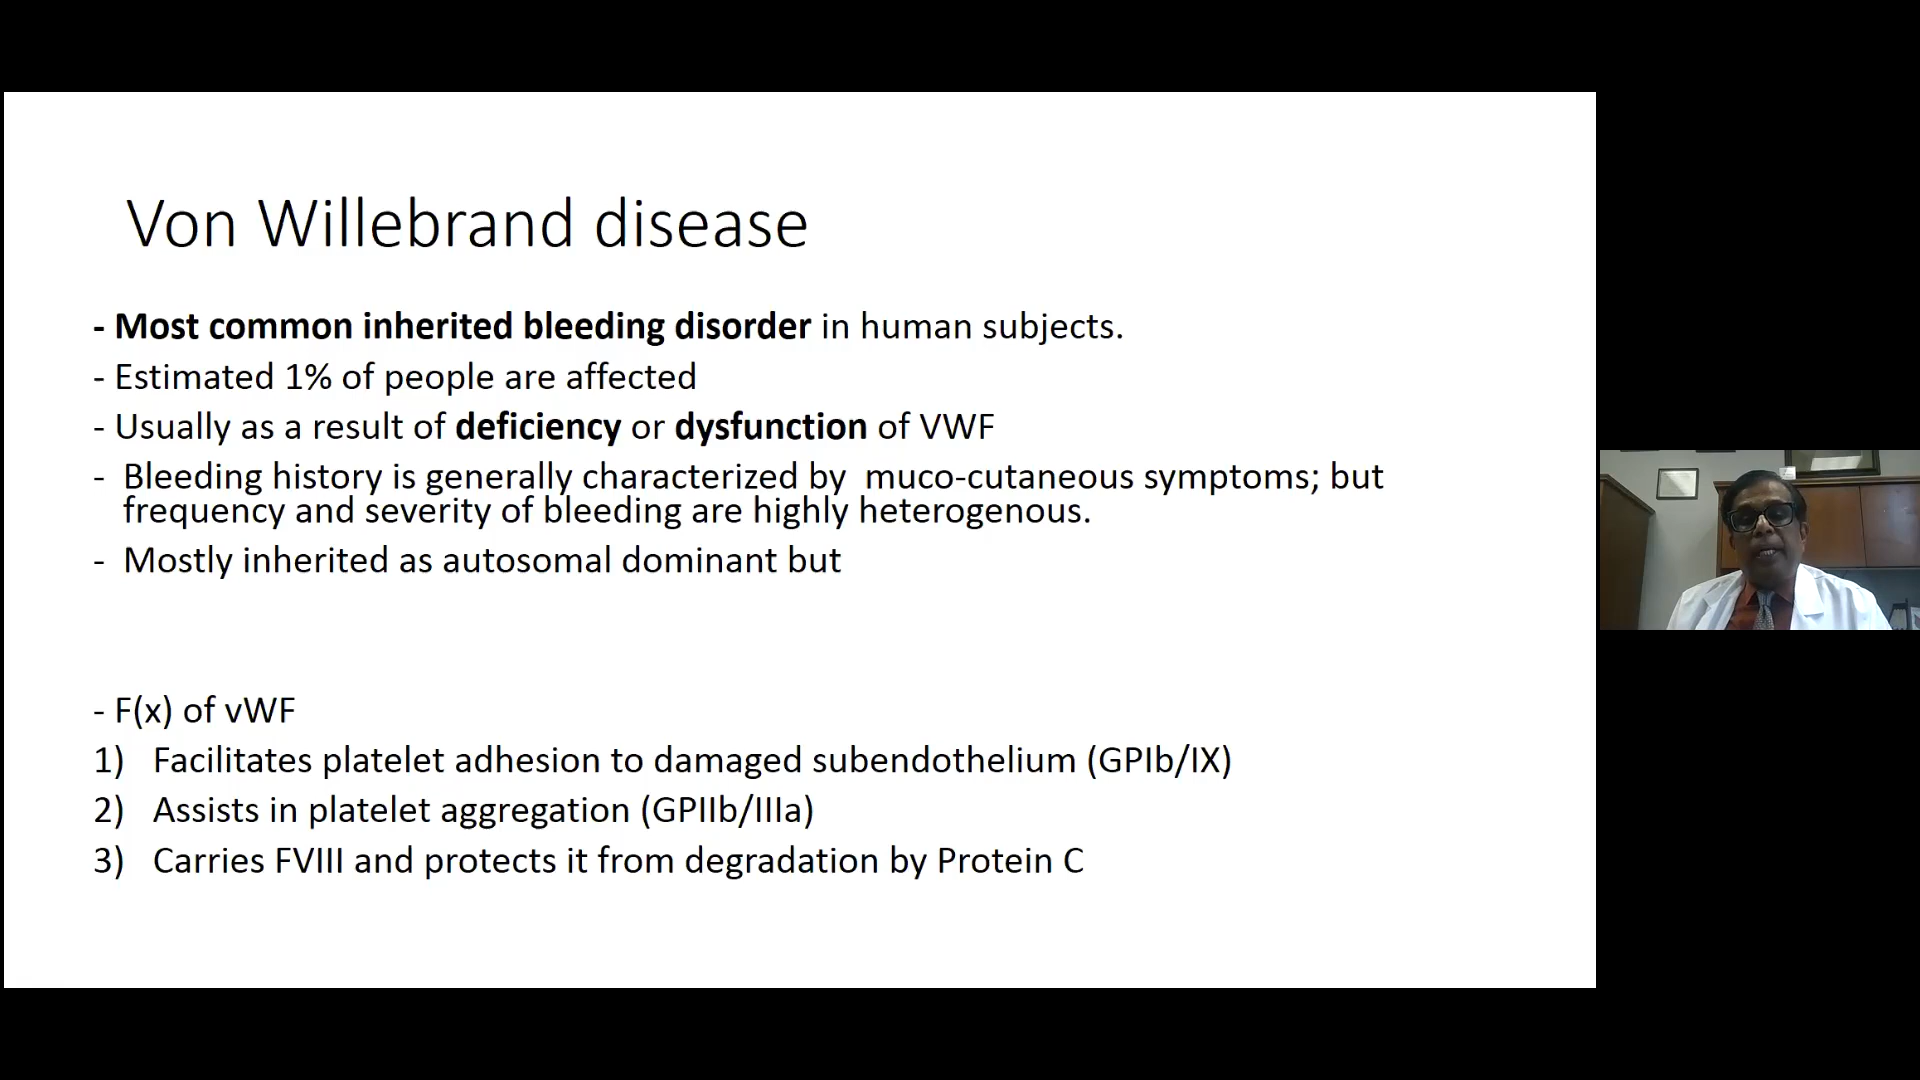 Von Willebrand disease
- Most common inherited bleeding disorder in human subjects.
- Estimated 1% of people are affected
- Usually as a result of deficiency or dysfunction of VWF
- Bleeding history is generally characterized by  muco-cutaneous symptoms; but
frequency and severity of bleeding are highly heterogenous.
- Mostly inherited as autosomal dominant but
- F(x) of vWF
1) Facilitates platelet adhesion to damaged subendothelium (GPIb/IX)
2) Assists in platelet aggregation (GPIIb/IIIa)
3) Carries FVIII and protects it from degradation by Protein C